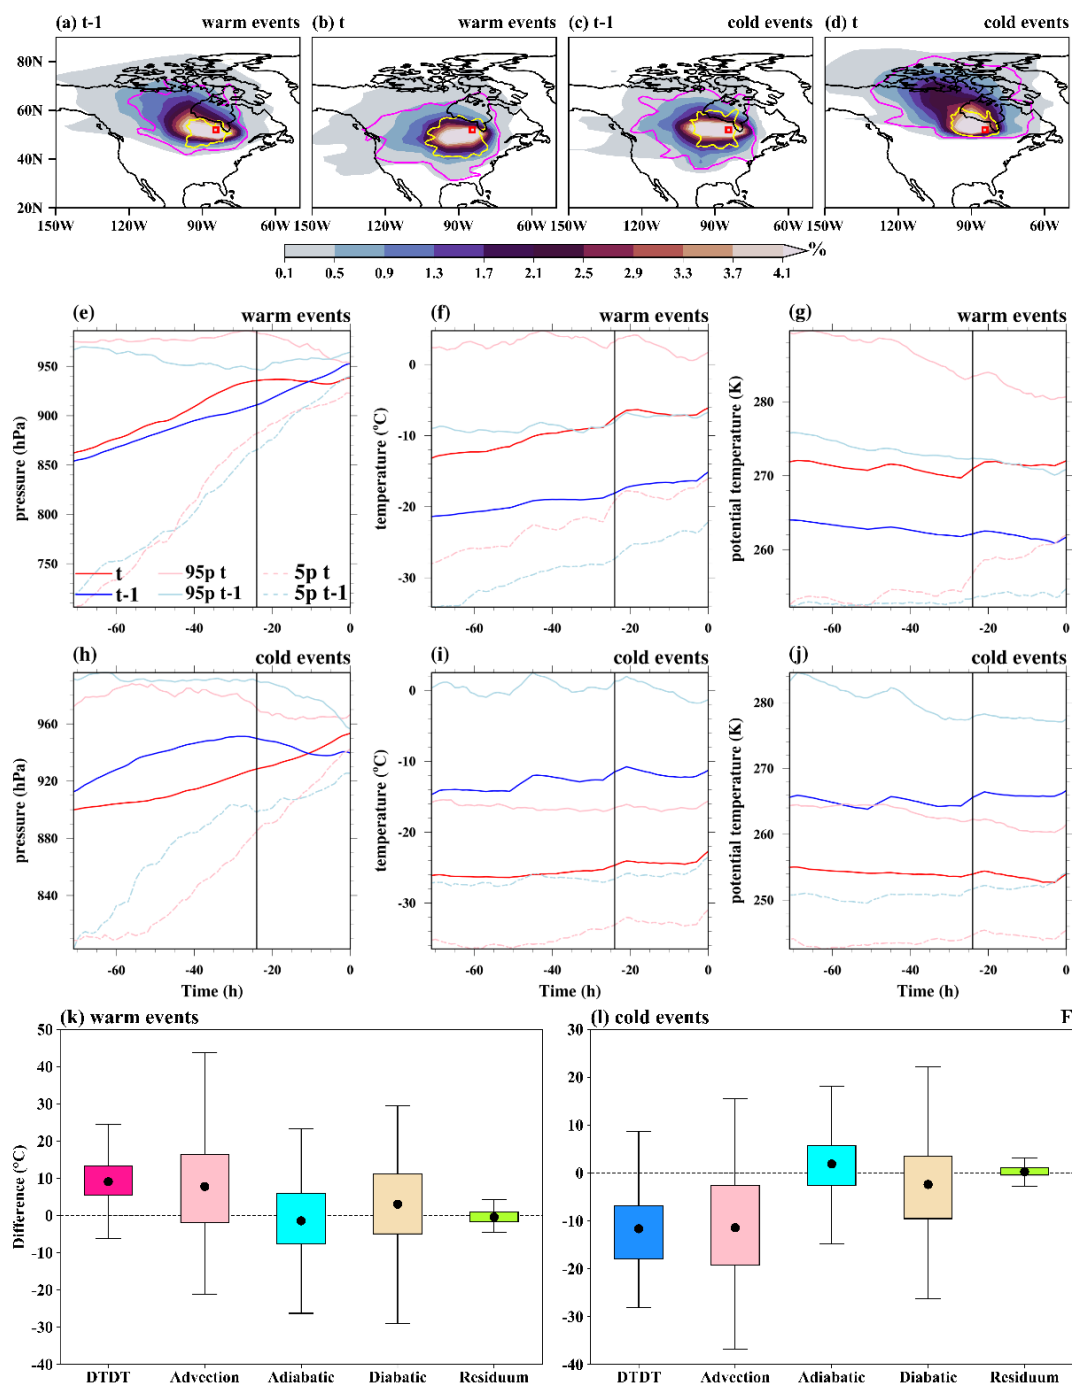 (a) t-1 warm events
(b) t warm events
(c) t-1 cold events
(d) t cold events
80N
60N
40N
20N
150W 120W 90W 60W
120W 90W 60W
120W 90W 60W
120W 90W 60W
%
0.1 0.5 0.9 1.3 1.7 2.1 2.5 2.9 3.3 3.7 4.1
(e) warm events
pressure (hPa)
950
900
850
800
750
t 95p t 5p t
t-1 95p t-1 5p t-1
-60 -40 -20 0
(f) warm events
temperature (°C)
0
-10
-20
-30
-60 -40 -20 0
(g) warm events
potential temperature (K)
280
270
260
-60 -40 -20 0
(h) cold events
pressure (hPa)
960
920
880
840
-60 -40 -20 0
Time (h)
(i) cold events
temperature (°C)
0
-10
-20
-30
-60 -40 -20 0
Time (h)
(j) cold events
potential temperature (K)
280
270
260
250
-60 -40 -20 0
Time (h)
(k) warm events
Difference (°C)
50
40
30
20
10
0
-10
-20
-30
-40
DTDT Advection Adiabatic Diabatic Residuum
(l) cold events F
30
20
10
0
-10
-20
-30
-40
DTDT Advection Adiabatic Diabatic Residuum